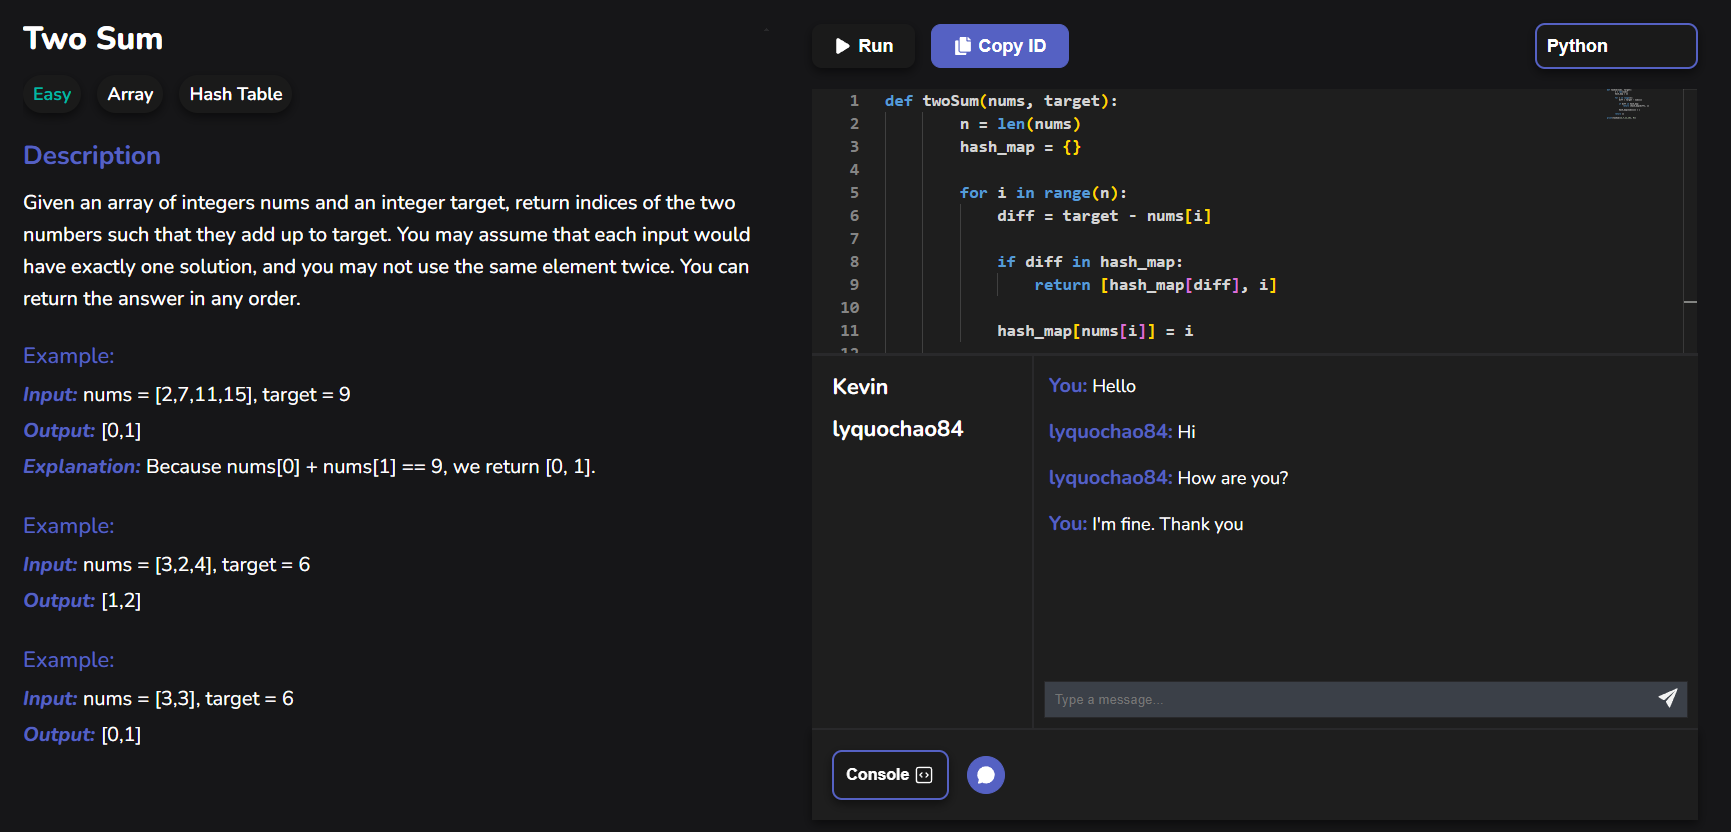 Two Sum
Easy Array Hash Table
Description
Given an array of integers nums and an integer target, return indices of the two
numbers such that they add up to target. You may assume that each input would
have exactly one solution, and you may not use the same element twice. You can
return the answer in any order.
Example:
Input: nums = [2,7,11,15], target = 9
Output: [0,1]
Explanation: Because nums[0] + nums[1] == 9, we return [0, 1].
Example:
Input: nums = [3,2,4], target = 6
Output: [1,2]
Example:
Input: nums = [3,3], target = 6
Output: [0,1]
Run Copy ID Python
1 def twoSum(nums, target):
2 n = len(nums)
3 hash_map = {}
4
5 for i in range(n):
6 diff = target - nums[i]
7
8 if diff in hash_map:
9 return [hash_map[diff], i]
10
11 hash_map[nums[i]] = i
12
Kevin
lyquochao84
You: Hello
lyquochao84: Hi
lyquochao84: How are you?
You: I'm fine. Thank you
Type a message...
Console